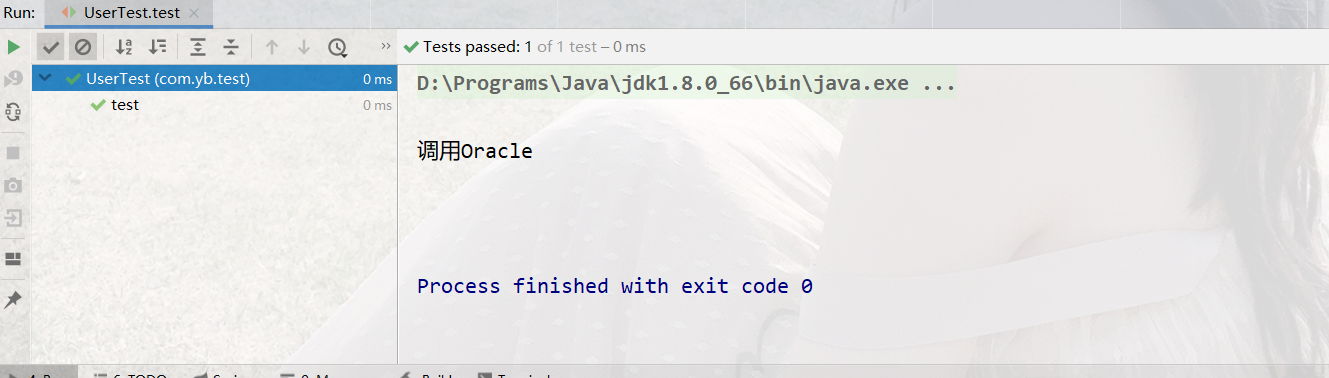 Run: UserTest.test
Tests passed: 1 of 1 test – 0 ms
UserTest (com.yb.test) 0 ms
D:\Programs\Java\jdk1.8.0_66\bin\java.exe ...
test 0 ms
调用Oracle
Process finished with exit code 0